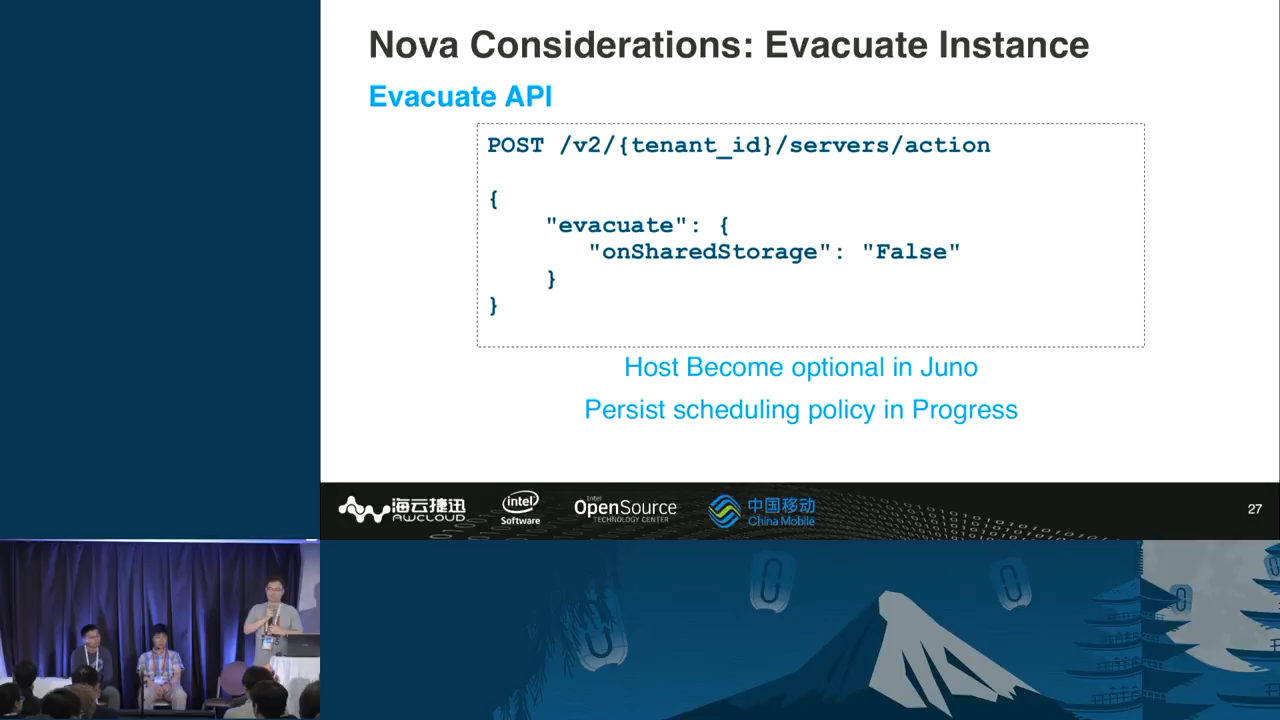 Nova Considerations: Evacuate Instance
Evacuate API
POST /v2/{tenant_id}/servers/action
{
"evacuate": {
"onSharedStorage": "False"
}
}
Host Become optional in Juno
Persist scheduling policy in Progress
海云捷迅
AWCLOUD
intel
Software
Intel
OpenSource
TECHNOLOGY CENTER
中国移动
China Mobile
27